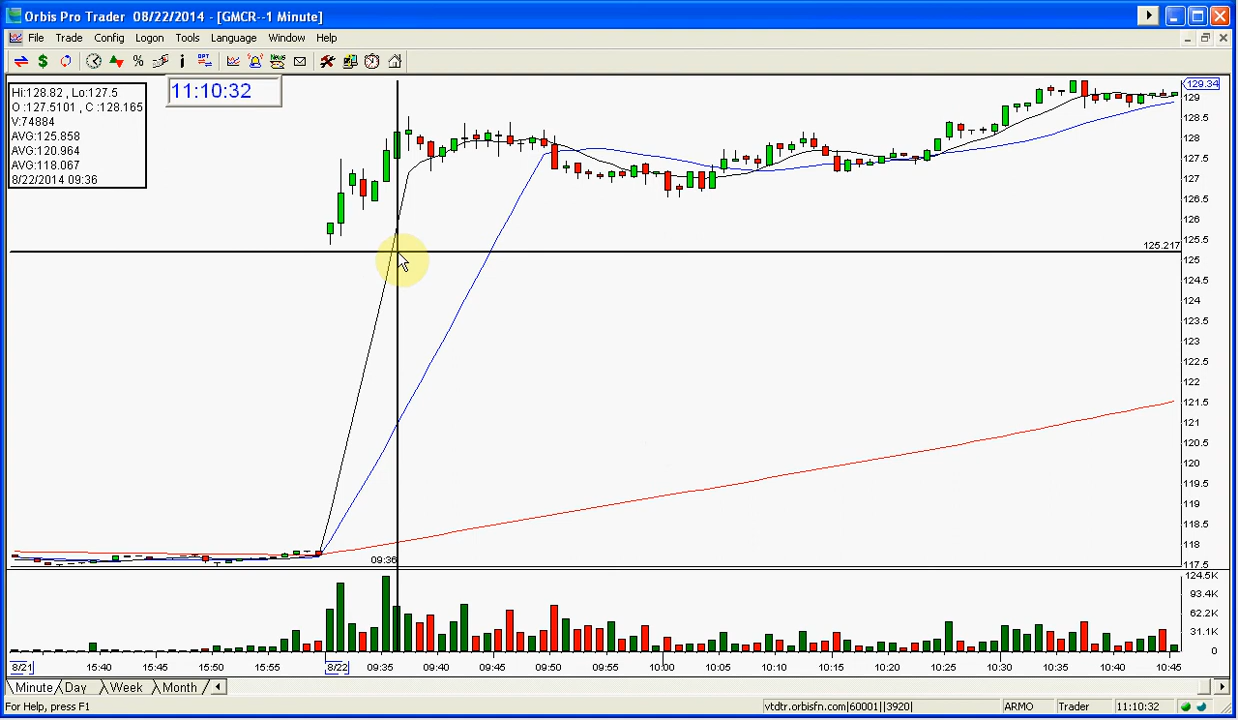 Orbis Pro Trader 08/22/2014 - [GMCR--1 Minute]
File Trade Config Logon Tools Language Window Help
Hi:128.82 , Lo:127.5
O :127.5101 , C :128.165
V:74884
AVG:125.858
AVG:120.964
AVG:118.067
8/22/2014 09:36
11:10:32
129.34
129
128.5
128
127.5
127
126.5
126
125.5
125.217
125
124.5
124
123.5
123
122.5
122
121.5
121
120.5
120
119.5
119
118.5
118
117.5
09:36
124.5K
93.4K
62.2K
31.1K
0
8/21 15:40 15:45 15:50 15:55 8/22 09:35 09:40 09:45 09:50 09:55 10:00 10:05 10:10 10:15 10:20 10:25 10:30 10:35 10:40 10:45
Minute Day Week Month
For Help, press F1 vtdtr.orbisfn.com|60001||3920| ARMO Trader 11:10:32